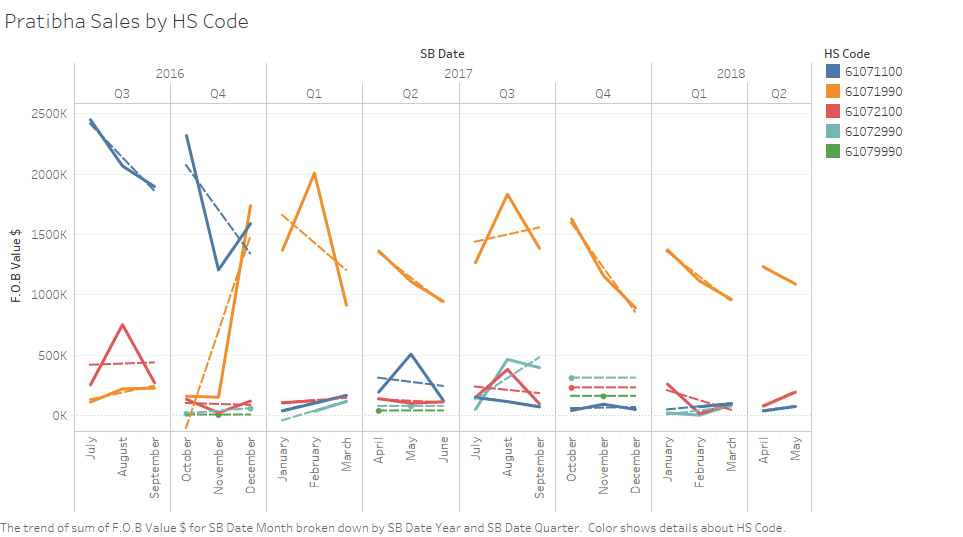 Pratibha Sales by HS Code
SB Date
HS Code
2016 2017 2018
Q3 Q4 Q1 Q2 Q3 Q4 Q1 Q2
61071100
61071990
61072100
61072990
61079990
2500K
2000K
1500K
1000K
500K
0K
F.O.B Value $
July August September October November December January February March April May June July August September October November December January February March April May
The trend of sum of F.O.B Value $ for SB Date Month broken down by SB Date Year and SB Date Quarter. Color shows details about HS Code.